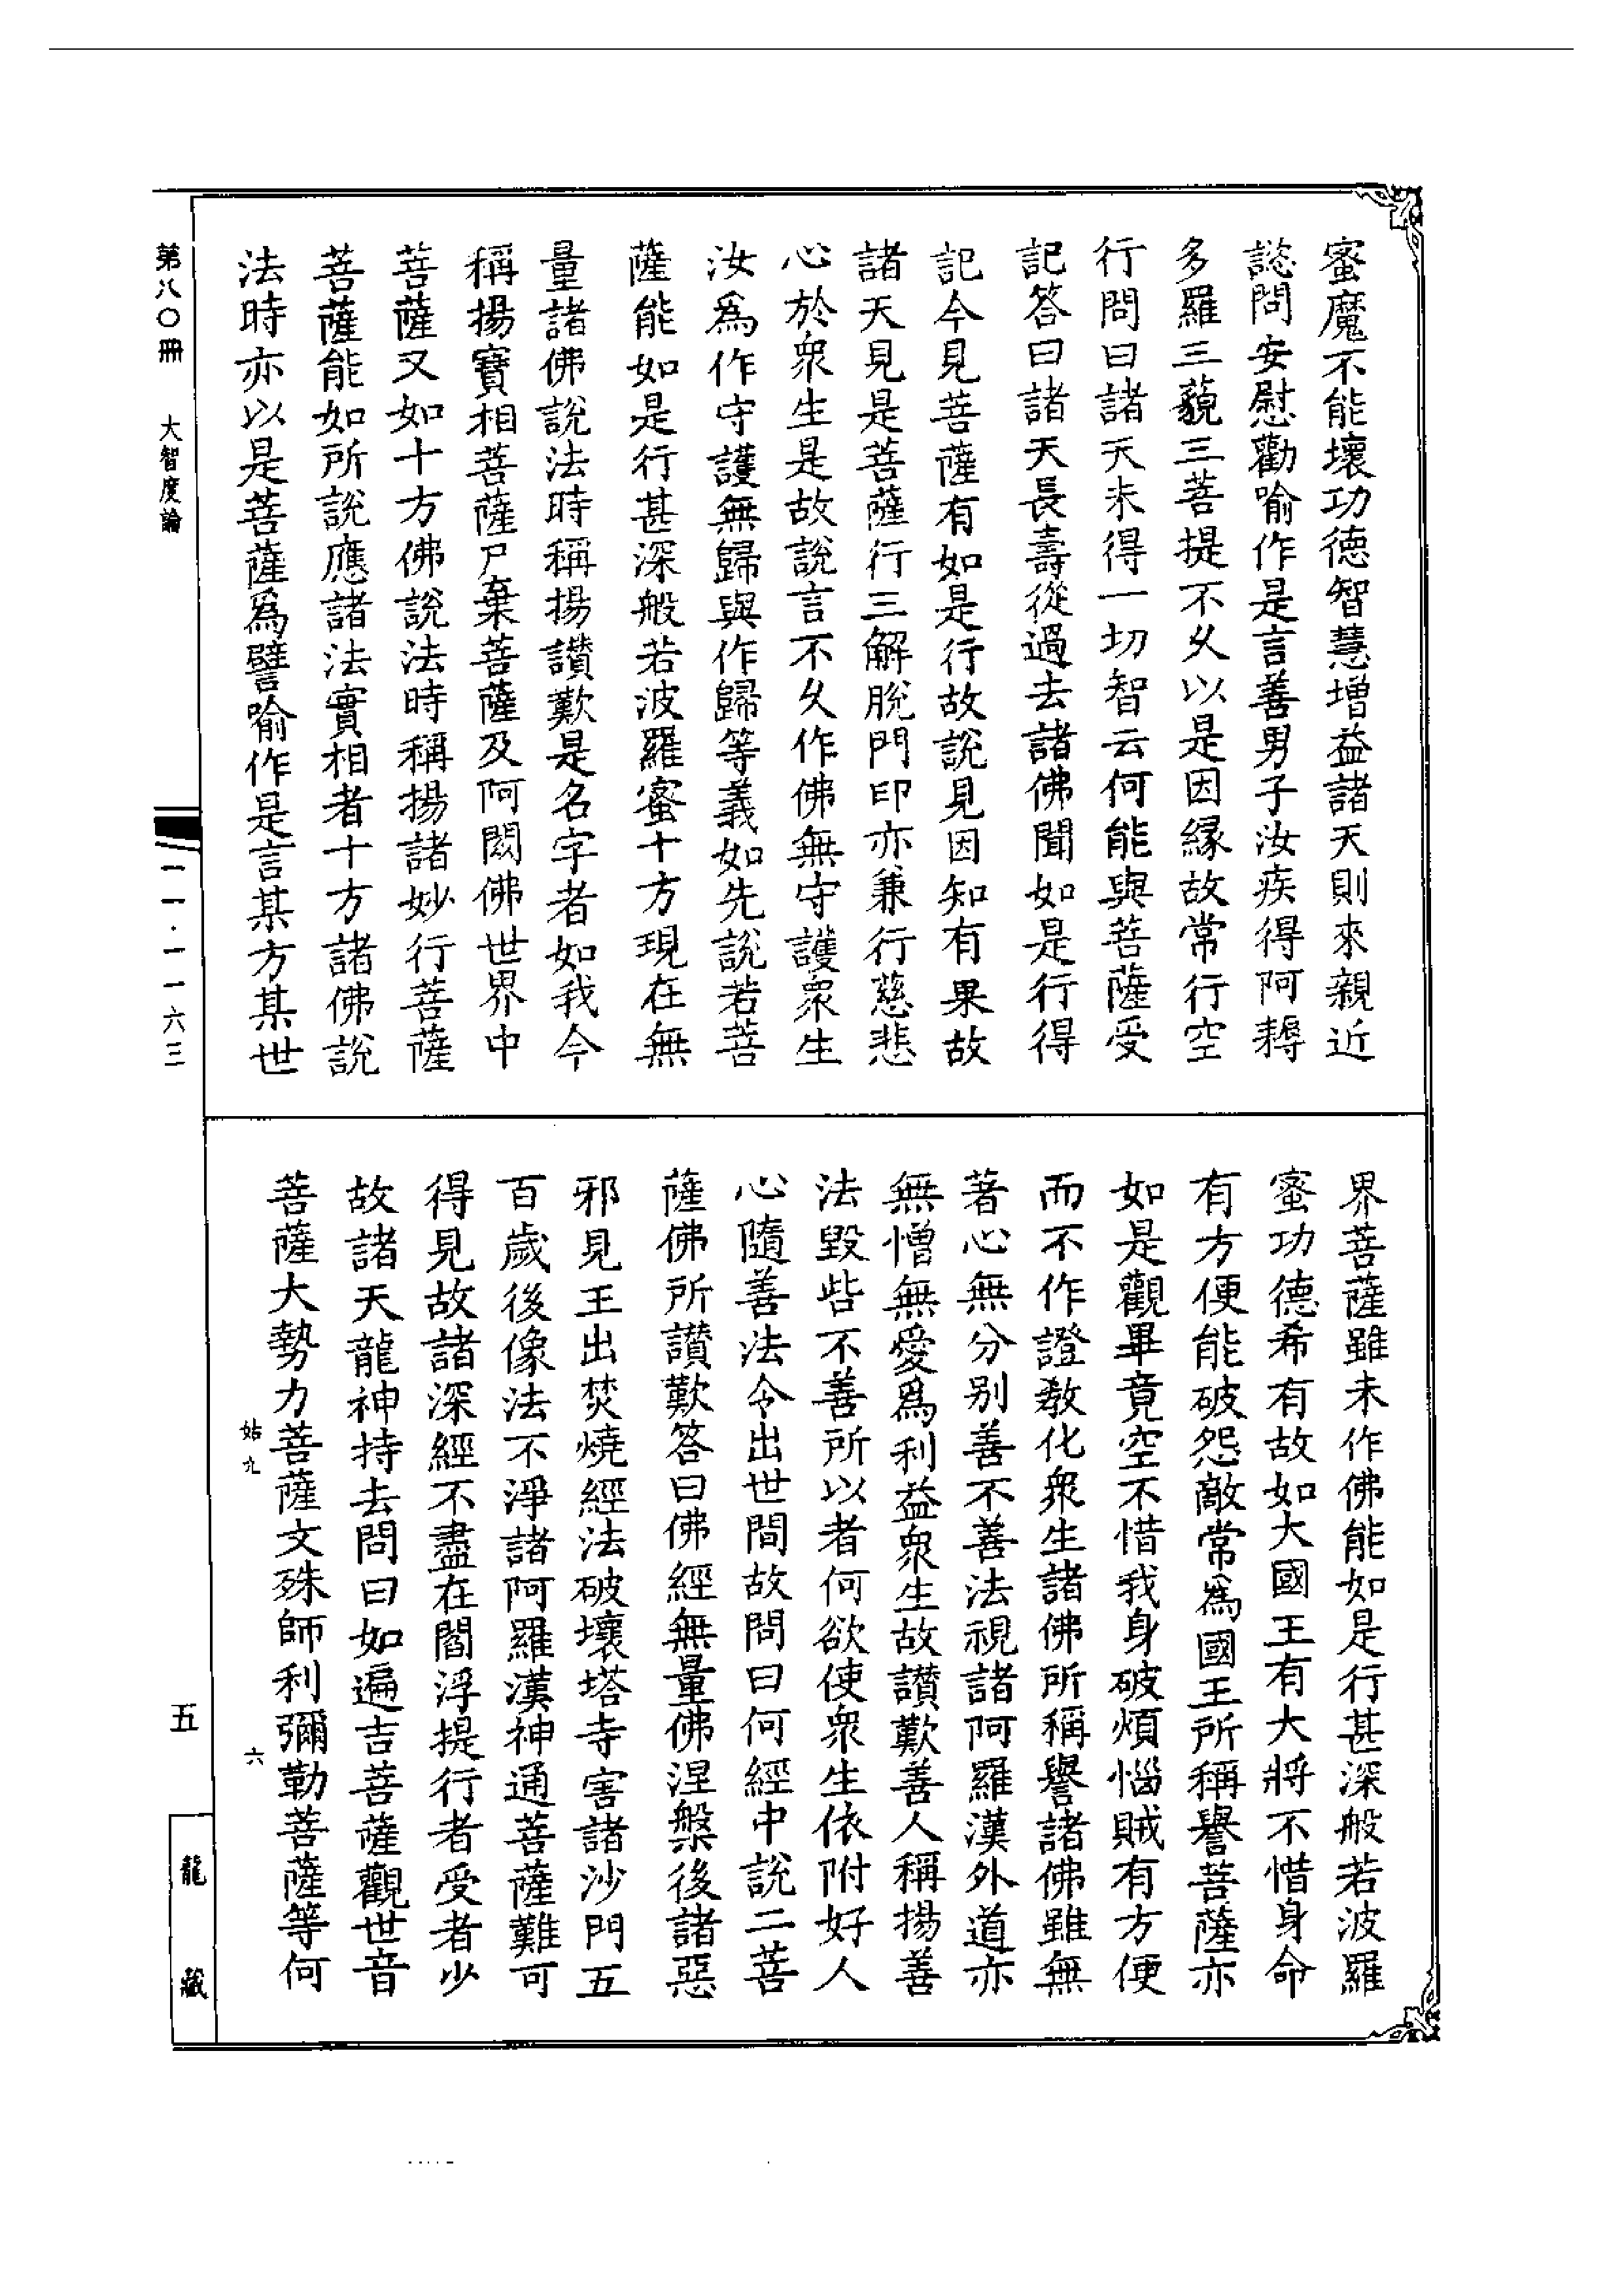 蜜魔不能壞功德智慧增益諸天則來親近
諮問安慰勸喻作是言善男子汝疾得阿耨
多羅三藐三菩提不久以是因緣故常行空
行問曰諸天未得一切智云何能與菩薩受
記答曰諸天長壽從過去諸佛聞如是行得
記今見菩薩有如是行故說見因知有果故
諸天見是菩薩行三解脫門印亦兼行慈悲
心於衆生是故說言不久作佛無守護衆生
汝爲作守護無歸與作歸等義如先說若菩
薩能如是行甚深般若波羅蜜十方現在無
量諸佛說法時稱揚讃歎是名字者如我今
稱揚寶相菩薩尸棄菩薩及阿閦佛世界中
菩薩又如十方佛說法時稱揚諸妙行菩薩
菩薩能如所說應諸法實相者十方諸佛說
法時亦以是菩薩爲譬喻作是言某方某世
界菩薩雖未作佛能如是行甚深般若波羅
蜜功德希有故如大國王有大將不惜身命
有方便能破怨敵常爲國王所稱譽菩薩亦
如是觀畢竟空不惜我身破煩惱賊有方便
而不作證教化衆生諸佛所稱譽諸佛雖無
著心無分別善不善法視諸阿羅漢外道亦
無憎無愛爲利益衆生故讃歎善人稱揚善
法毀呰不善所以者何欲使衆生依附好人
心隨善法令出世間故問曰何經中說二菩
薩佛所讃歎答曰佛經無量佛涅槃後諸惡
邪見王出焚燒經法破壞塔寺害諸沙門五
百歲後像法不淨諸阿羅漢神通菩薩難可
得見故諸深經不盡在閻浮提行者受者少
故諸天龍神持去問曰如遍吉菩薩觀世音
菩薩大勢力菩薩文殊師利彌勒菩薩等何
姑九
六
第八〇冊 大智度論
一一·一一六三
五
龍藏